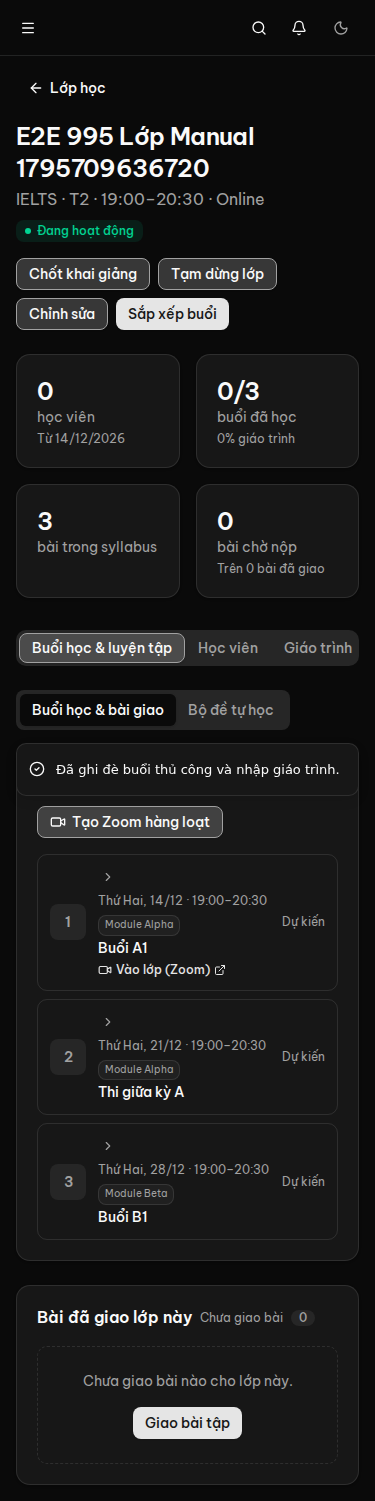 Lớp học
E2E 995 Lớp Manual
1795709636720
IELTS · T2 · 19:00–20:30 · Online
Đang hoạt động
Chốt khai giảng
Tạm dừng lớp
Chỉnh sửa
Sắp xếp buổi
0
học viên
Từ 14/12/2026
0/3
buổi đã học
0% giáo trình
3
bài trong syllabus
0
bài chờ nộp
Trên 0 bài đã giao
Buổi học & luyện tập
Học viên
Giáo trình
Buổi học & bài giao
Bộ đề tự học
Đã ghi đè buổi thủ công và nhập giáo trình.
Tạo Zoom hàng loạt
1
Thứ Hai, 14/12 · 19:00–20:30
Module Alpha
Buổi A1
Vào lớp (Zoom)
Dự kiến
2
Thứ Hai, 21/12 · 19:00–20:30
Module Alpha
Thi giữa kỳ A
Dự kiến
3
Thứ Hai, 28/12 · 19:00–20:30
Module Beta
Buổi B1
Dự kiến
Bài đã giao lớp này
Chưa giao bài
0
Chưa giao bài nào cho lớp này.
Giao bài tập